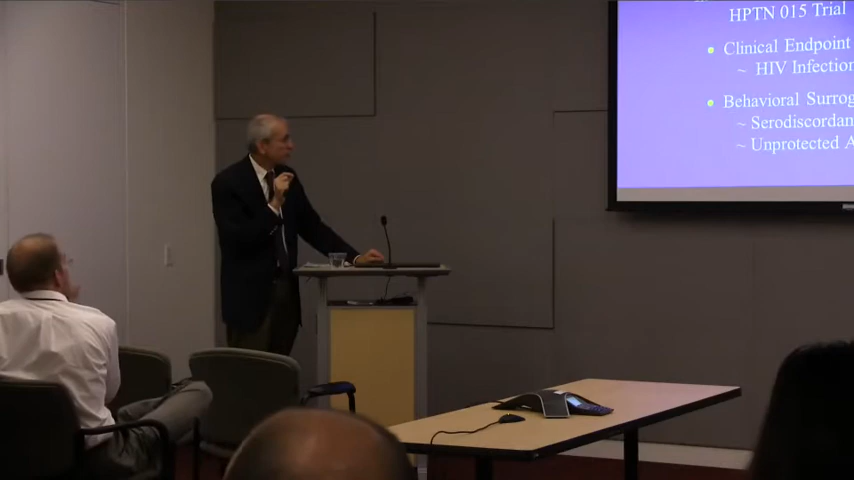 HPTN 015 Trial
Clinical Endpoint
~ HIV Infection
Behavioral Surrog
~ Serodiscordan
~ Unprotected A